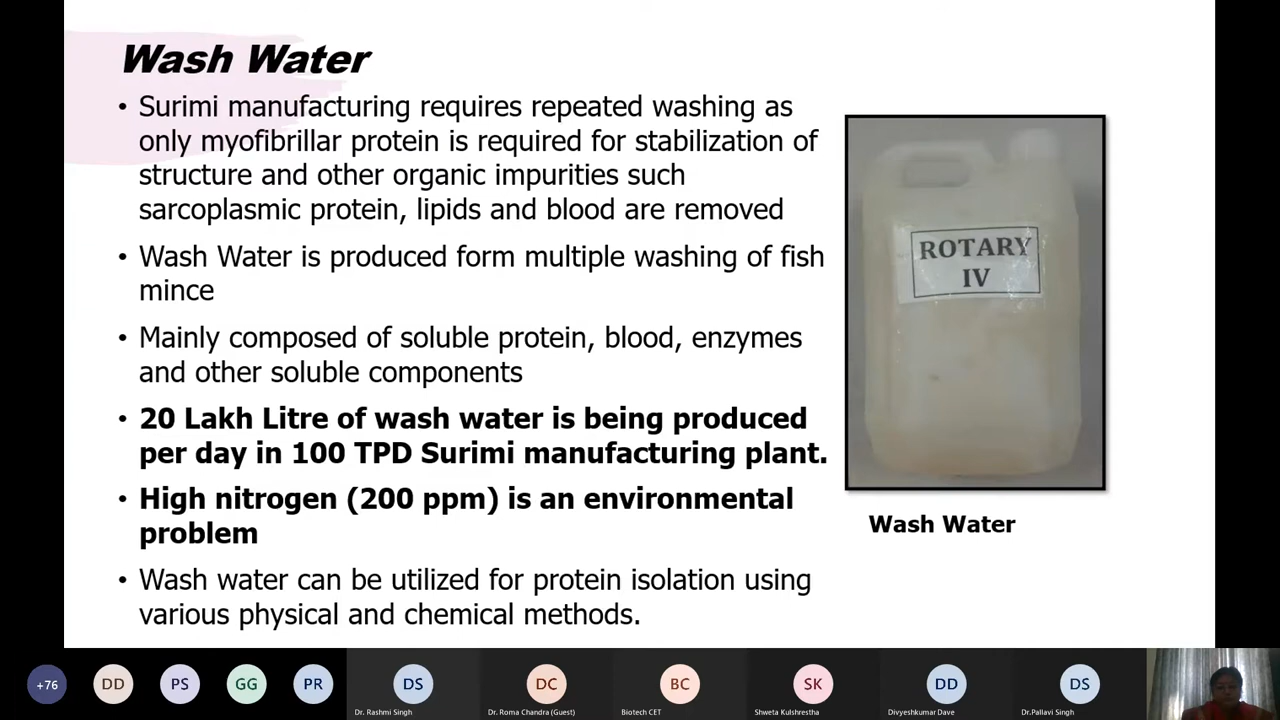 Wash Water
• Surimi manufacturing requires repeated washing as
only myofibrillar protein is required for stabilization of
structure and other organic impurities such
sarcoplasmic protein, lipids and blood are removed
• Wash Water is produced form multiple washing of fish
mince
• Mainly composed of soluble protein, blood, enzymes
and other soluble components
• 20 Lakh Litre of wash water is being produced
per day in 100 TPD Surimi manufacturing plant.
• High nitrogen (200 ppm) is an environmental
problem
• Wash water can be utilized for protein isolation using
various physical and chemical methods.
ROTARY
IV
Wash Water
+76 DD PS GG PR DS DC BC SK DD DS
Dr. Rashmi Singh Dr. Roma Chandra (Guest) Biotech CET Shweta Kulshrestha Divyeshkumar Dave Dr.Pallavi Singh